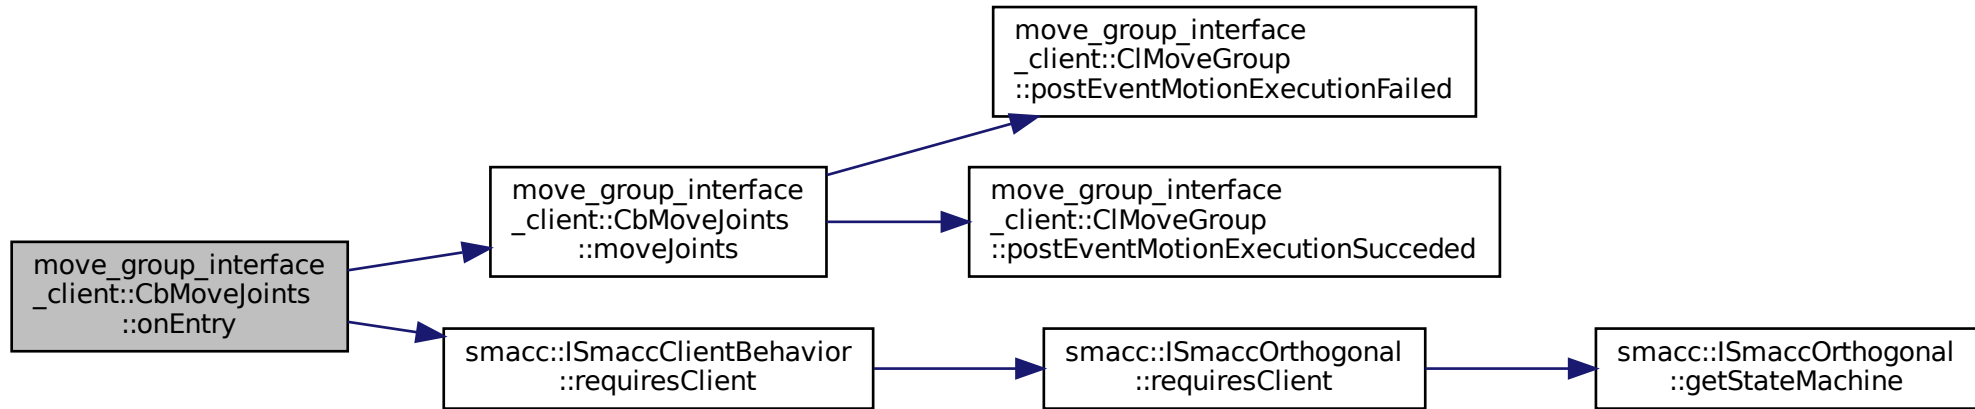 move_group_interface
_client::CbMoveJoints
::onEntry
move_group_interface
_client::CbMoveJoints
::moveJoints
move_group_interface
_client::ClMoveGroup
::postEventMotionExecutionFailed
move_group_interface
_client::ClMoveGroup
::postEventMotionExecutionSucceded
smacc::ISmaccClientBehavior
::requiresClient
smacc::ISmaccOrthogonal
::requiresClient
smacc::ISmaccOrthogonal
::getStateMachine